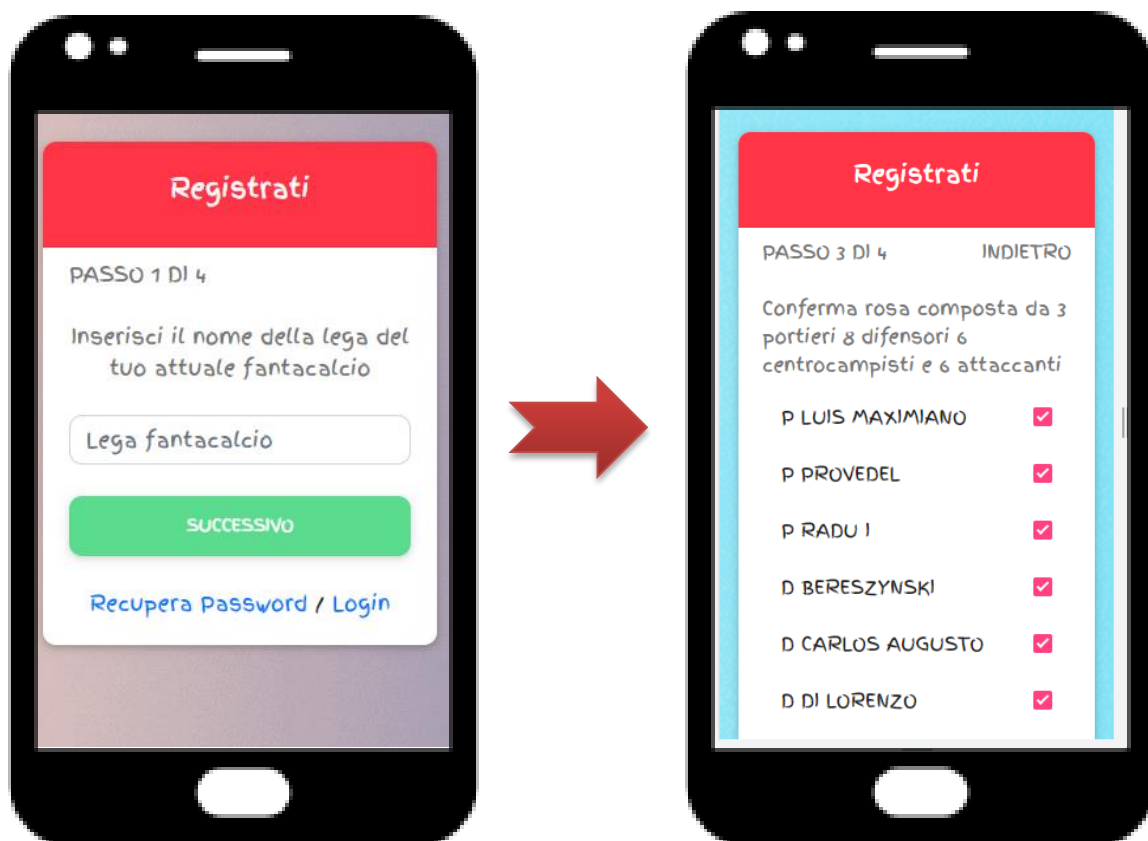 Registrati
PASSO 1 DI 4
Inserisci il nome della lega del
tuo attuale fantacalcio
Lega fantacalcio
SUCCESSIVO
Recupera Password / Login
Registrati
PASSO 3 DI 4 INDIETRO
Conferma rosa composta da 3
portieri 8 difensori 6
centrocampisti e 6 attaccanti
P LUIS MAXIMIANO
P PROVEDEL
P RADU I
D BERESZYNSKI
D CARLOS AUGUSTO
D DI LORENZO